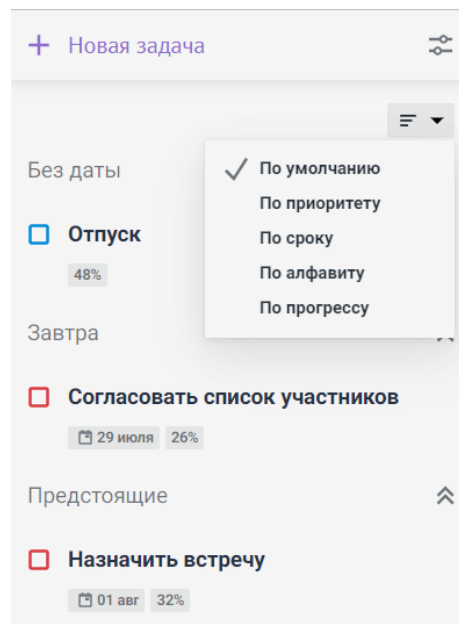 Новая задача
Без даты
По умолчанию
По приоритету
По сроку
По алфавиту
По прогрессу
Отпуск
48%
Завтра
Согласовать список участников
29 июля 26%
Предстоящие
Назначить встречу
01 авг 32%